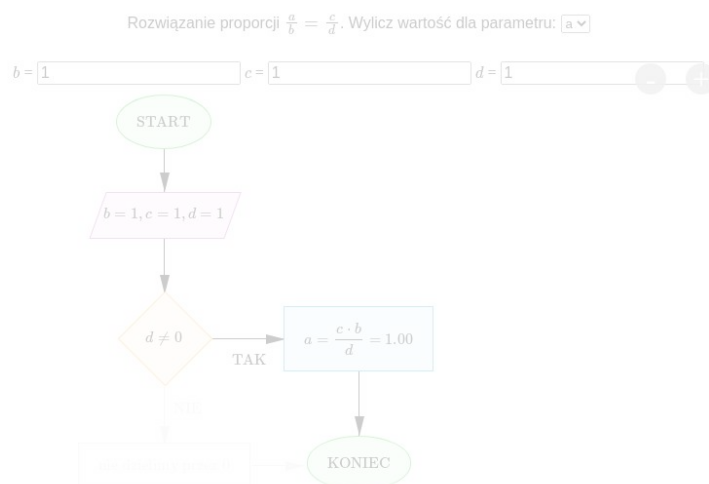 Rozwiązanie proporcji a/b = c/d. Wylicz wartość dla parametru: a
b = 1 c = 1 d = 1
- +
START
b = 1, c = 1, d = 1
d ≠ 0
a = c · b / d = 1.00
TAK
KONIEC